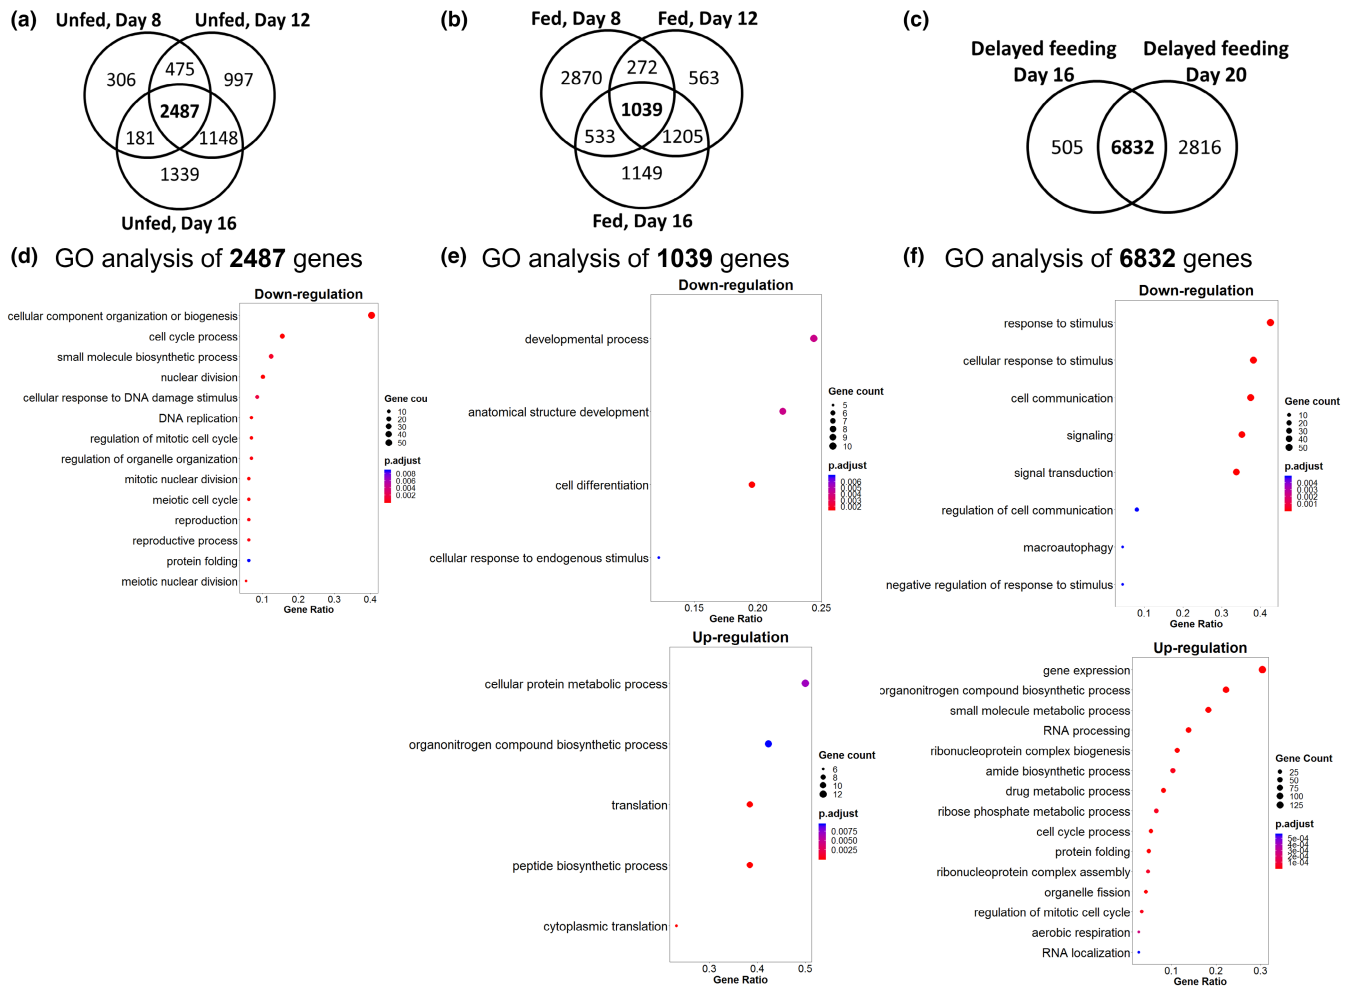 (a)
Unfed, Day 8
Unfed, Day 12
306
475
997
2487
181
1148
1339
Unfed, Day 16
(b)
Fed, Day 8
Fed, Day 12
2870
272
563
1039
533
1205
1149
Fed, Day 16
(c)
Delayed feeding
Day 16
Delayed feeding
Day 20
505
6832
2816
(d) GO analysis of 2487 genes
Down-regulation
cellular component organization or biogenesis
cell cycle process
small molecule biosynthetic process
nuclear division
cellular response to DNA damage stimulus
DNA replication
regulation of mitotic cell cycle
regulation of organelle organization
mitotic nuclear division
meiotic cell cycle
reproduction
reproductive process
protein folding
meiotic nuclear division
0.1 0.2 0.3 0.4
Gene Ratio
Gene cou
10
20
30
40
50
p.adjust
0.008
0.006
0.004
0.002
(e) GO analysis of 1039 genes
Down-regulation
developmental process
anatomical structure development
cell differentiation
cellular response to endogenous stimulus
0.15 0.20 0.25
Gene Ratio
Gene count
5
6
7
8
9
10
p.adjust
0.006
0.005
0.004
0.003
0.002
Up-regulation
cellular protein metabolic process
organonitrogen compound biosynthetic process
translation
peptide biosynthetic process
cytoplasmic translation
0.3 0.4 0.5
Gene Ratio
Gene count
6
8
10
12
p.adjust
0.0075
0.0050
0.0025
(f) GO analysis of 6832 genes
Down-regulation
response to stimulus
cellular response to stimulus
cell communication
signaling
signal transduction
regulation of cell communication
macroautophagy
negative regulation of response to stimulus
0.1 0.2 0.3 0.4
Gene Ratio
Gene count
10
20
30
40
50
p.adjust
0.004
0.003
0.002
0.001
Up-regulation
gene expression
organonitrogen compound biosynthetic process
small molecule metabolic process
RNA processing
ribonucleoprotein complex biogenesis
amide biosynthetic process
drug metabolic process
ribose phosphate metabolic process
cell cycle process
protein folding
ribonucleoprotein complex assembly
organelle fission
regulation of mitotic cell cycle
aerobic respiration
RNA localization
0.1 0.2 0.3
Gene Ratio
Gene Count
25
50
75
100
125
p.adjust
5e-04
4e-04
3e-04
2e-04
1e-04